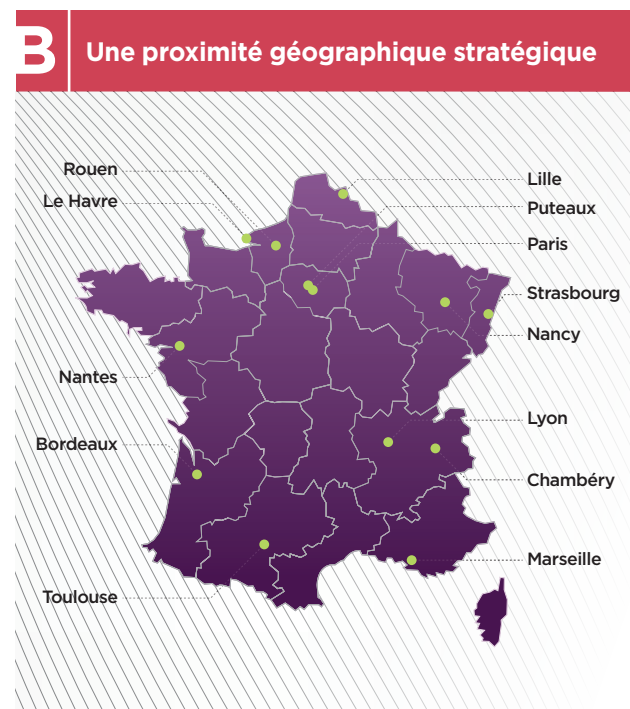 B
Une proximité géographique stratégique
Rouen
Le Havre
Lille
Puteaux
Paris
Strasbourg
Nancy
Nantes
Lyon
Bordeaux
Chambéry
Marseille
Toulouse